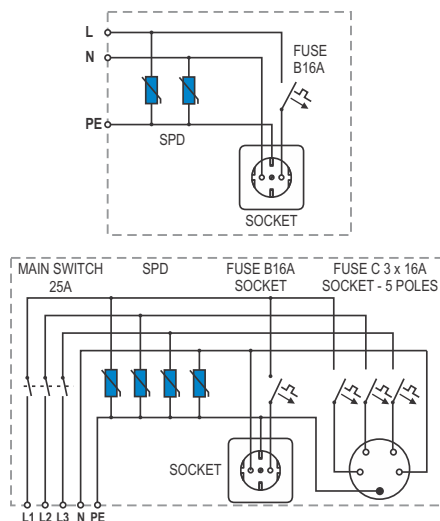 L
N
PE
SPD
FUSE
B16A
SOCKET
MAIN SWITCH
25A
SPD
FUSE B16A
SOCKET
FUSE C 3 x 16A
SOCKET - 5 POLES
SOCKET
L1 L2 L3 N PE